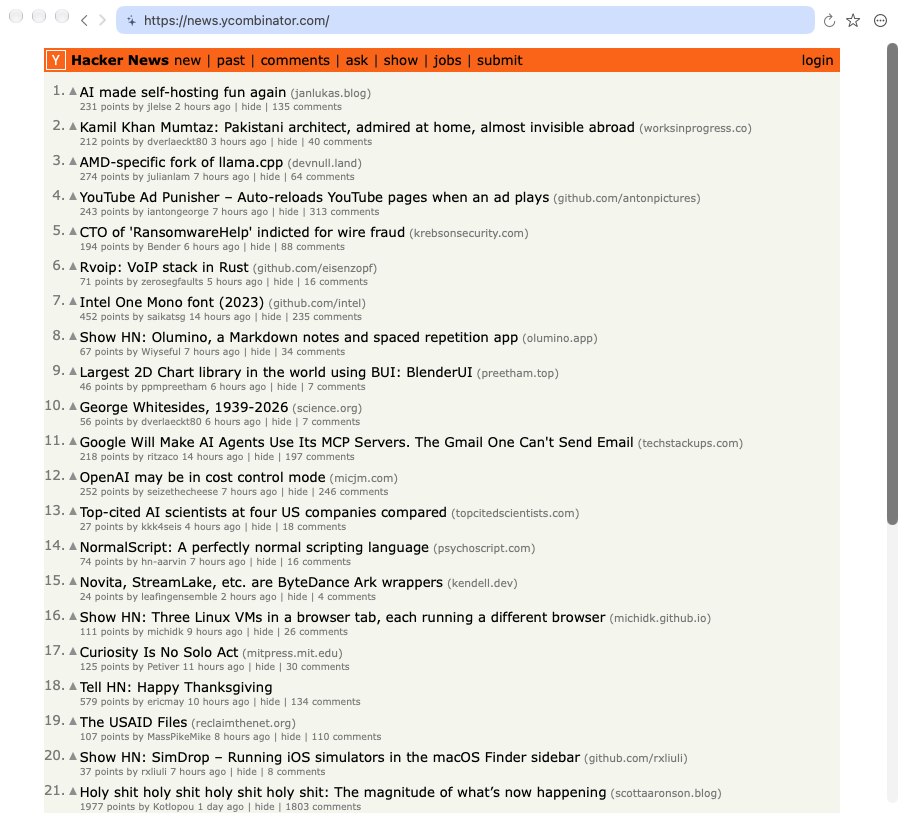 https://news.ycombinator.com/
Y Hacker News new | past | comments | ask | show | jobs | submit login
1. ▲ AI made self-hosting fun again (janlukas.blog)
231 points by jlelse 2 hours ago | hide | 135 comments
2. ▲ Kamil Khan Mumtaz: Pakistani architect, admired at home, almost invisible abroad (worksinprogress.co)
212 points by dverlaeckt80 3 hours ago | hide | 40 comments
3. ▲ AMD-specific fork of llama.cpp (devnull.land)
274 points by julianlam 7 hours ago | hide | 64 comments
4. ▲ YouTube Ad Punisher – Auto-reloads YouTube pages when an ad plays (github.com/antonpictures)
243 points by iantongeorge 7 hours ago | hide | 313 comments
5. ▲ CTO of 'RansomwareHelp' indicted for wire fraud (krebsonsecurity.com)
194 points by Bender 6 hours ago | hide | 88 comments
6. ▲ Rvoip: VoIP stack in Rust (github.com/eisenzopf)
71 points by zerosegfaults 5 hours ago | hide | 16 comments
7. ▲ Intel One Mono font (2023) (github.com/intel)
452 points by saikatsg 14 hours ago | hide | 235 comments
8. ▲ Show HN: Olumino, a Markdown notes and spaced repetition app (olumino.app)
67 points by Wiyseful 7 hours ago | hide | 34 comments
9. ▲ Largest 2D Chart library in the world using BUI: BlenderUI (preetham.top)
46 points by ppmpreetham 6 hours ago | hide | 7 comments
10. ▲ George Whitesides, 1939-2026 (science.org)
56 points by dverlaeckt80 6 hours ago | hide | 7 comments
11. ▲ Google Will Make AI Agents Use Its MCP Servers. The Gmail One Can't Send Email (techstackups.com)
218 points by ritzaco 14 hours ago | hide | 197 comments
12. ▲ OpenAI may be in cost control mode (micjm.com)
252 points by seizethecheese 7 hours ago | hide | 246 comments
13. ▲ Top-cited AI scientists at four US companies compared (topcitedscientists.com)
27 points by kkk4seis 4 hours ago | hide | 18 comments
14. ▲ NormalScript: A perfectly normal scripting language (psychoscript.com)
74 points by hn-aarvin 7 hours ago | hide | 16 comments
15. ▲ Novita, StreamLake, etc. are ByteDance Ark wrappers (kendell.dev)
24 points by leafingensemble 2 hours ago | hide | 4 comments
16. ▲ Show HN: Three Linux VMs in a browser tab, each running a different browser (michidk.github.io)
111 points by michidk 9 hours ago | hide | 26 comments
17. ▲ Curiosity Is No Solo Act (mitpress.mit.edu)
125 points by Petiver 11 hours ago | hide | 30 comments
18. ▲ Tell HN: Happy Thanksgiving
579 points by ericmay 10 hours ago | hide | 134 comments
19. ▲ The USAID Files (reclaimthenet.org)
107 points by MassPikeMike 8 hours ago | hide | 110 comments
20. ▲ Show HN: SimDrop – Running iOS simulators in the macOS Finder sidebar (github.com/rxliuli)
37 points by rxliuli 7 hours ago | hide | 8 comments
21. ▲ Holy shit holy shit holy shit holy shit: The magnitude of what’s now happening (scottaaronson.blog)
1977 points by Kotlopou 1 day ago | hide | 1803 comments